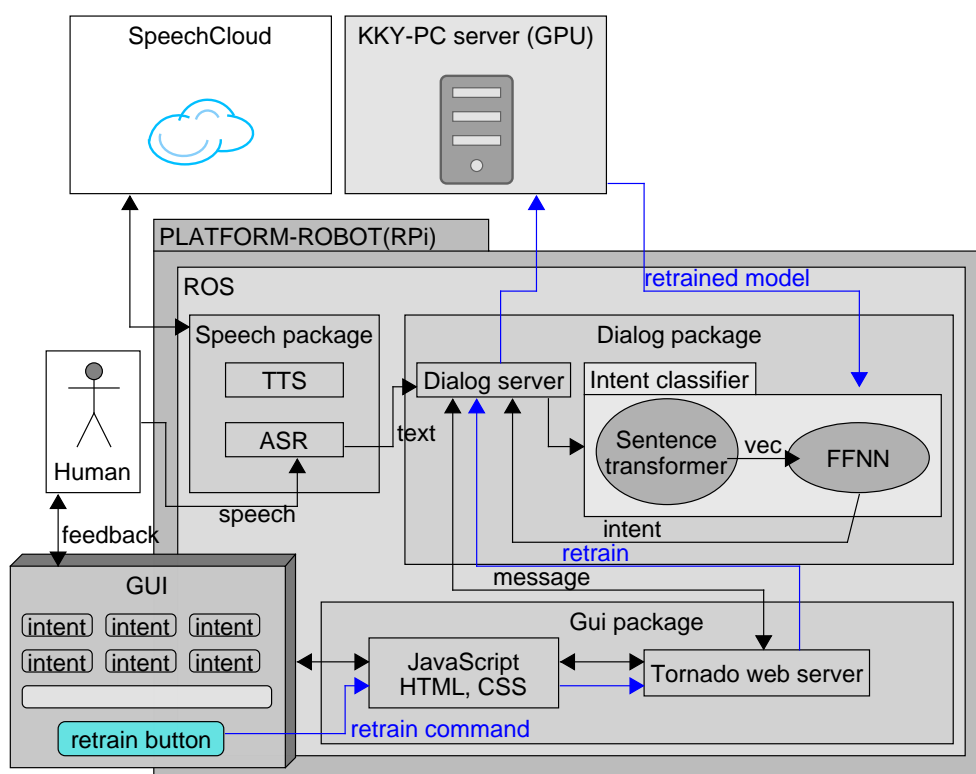 SpeechCloud
KKY-PC server (GPU)
PLATFORM-ROBOT(RPi)
ROS
retrained model
Speech package
TTS
ASR
text
speech
Human
feedback
Dialog package
Dialog server
Intent classifier
Sentence
transformer
vec
FFNN
intent
retrain
message
GUI
intent intent intent
intent intent intent
retrain button
Gui package
JavaScript
HTML, CSS
Tornado web server
retrain command